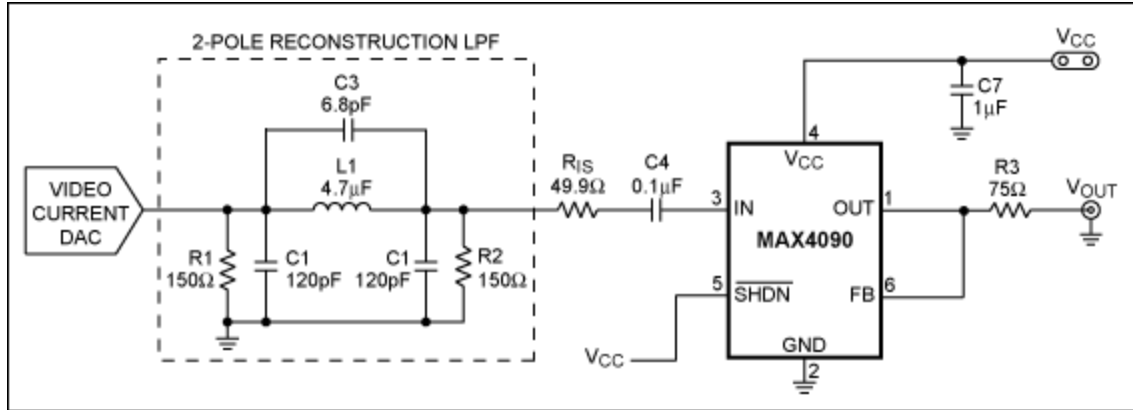 2-POLE RECONSTRUCTION LPF
C3
6.8pF
L1
4.7μF
VIDEO
CURRENT
DAC
R1
150Ω
C1
120pF
C1
120pF
R2
150Ω
RIS
49.9Ω
C4
0.1μF
VCC
C7
1μF
4
VCC
3
IN
OUT
1
MAX4090
5
SHDN
FB
6
GND
2
VCC
R3
75Ω
VOUT